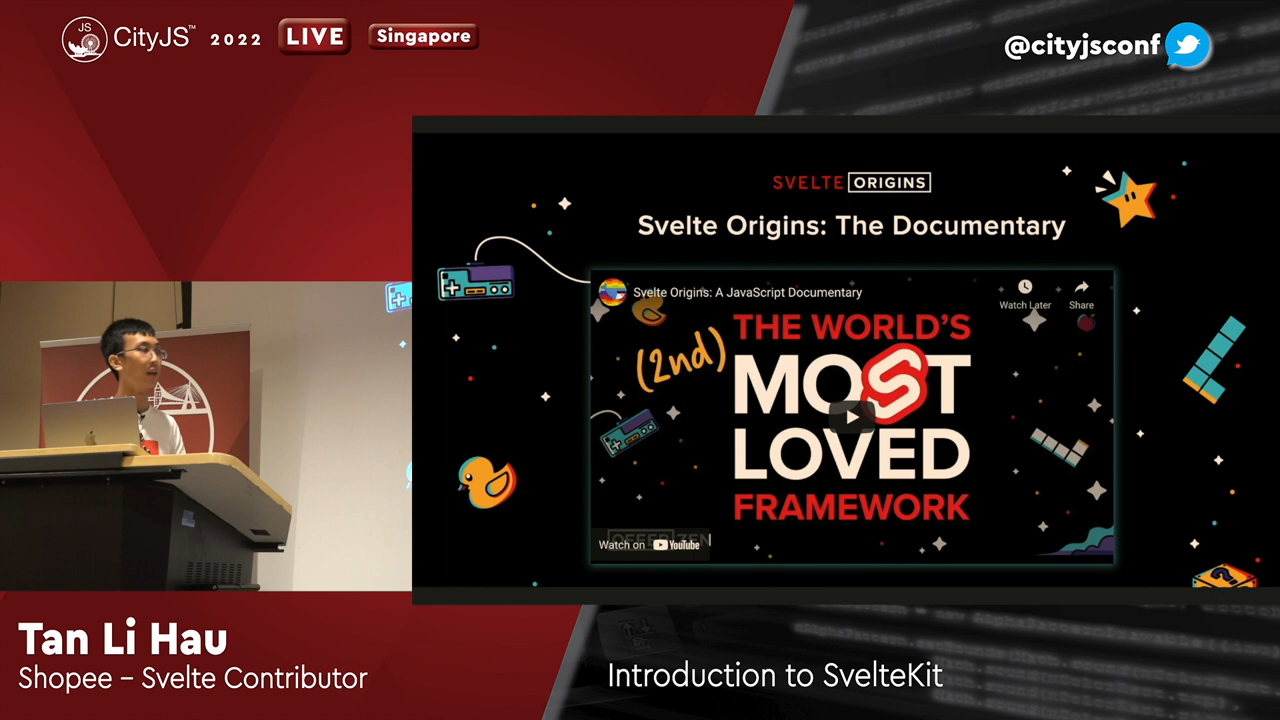 JS
CityJS™ 2022 LIVE Singapore
@cityjsconf
SVELTE ORIGINS
Svelte Origins: The Documentary
Svelte Origins: A JavaScript Documentary
Watch Later
Share
(2nd)
THE WORLD'S
MOST
LOVED
FRAMEWORK
Watch on YouTube
Tan Li Hau
Shopee – Svelte Contributor
Introduction to SvelteKit